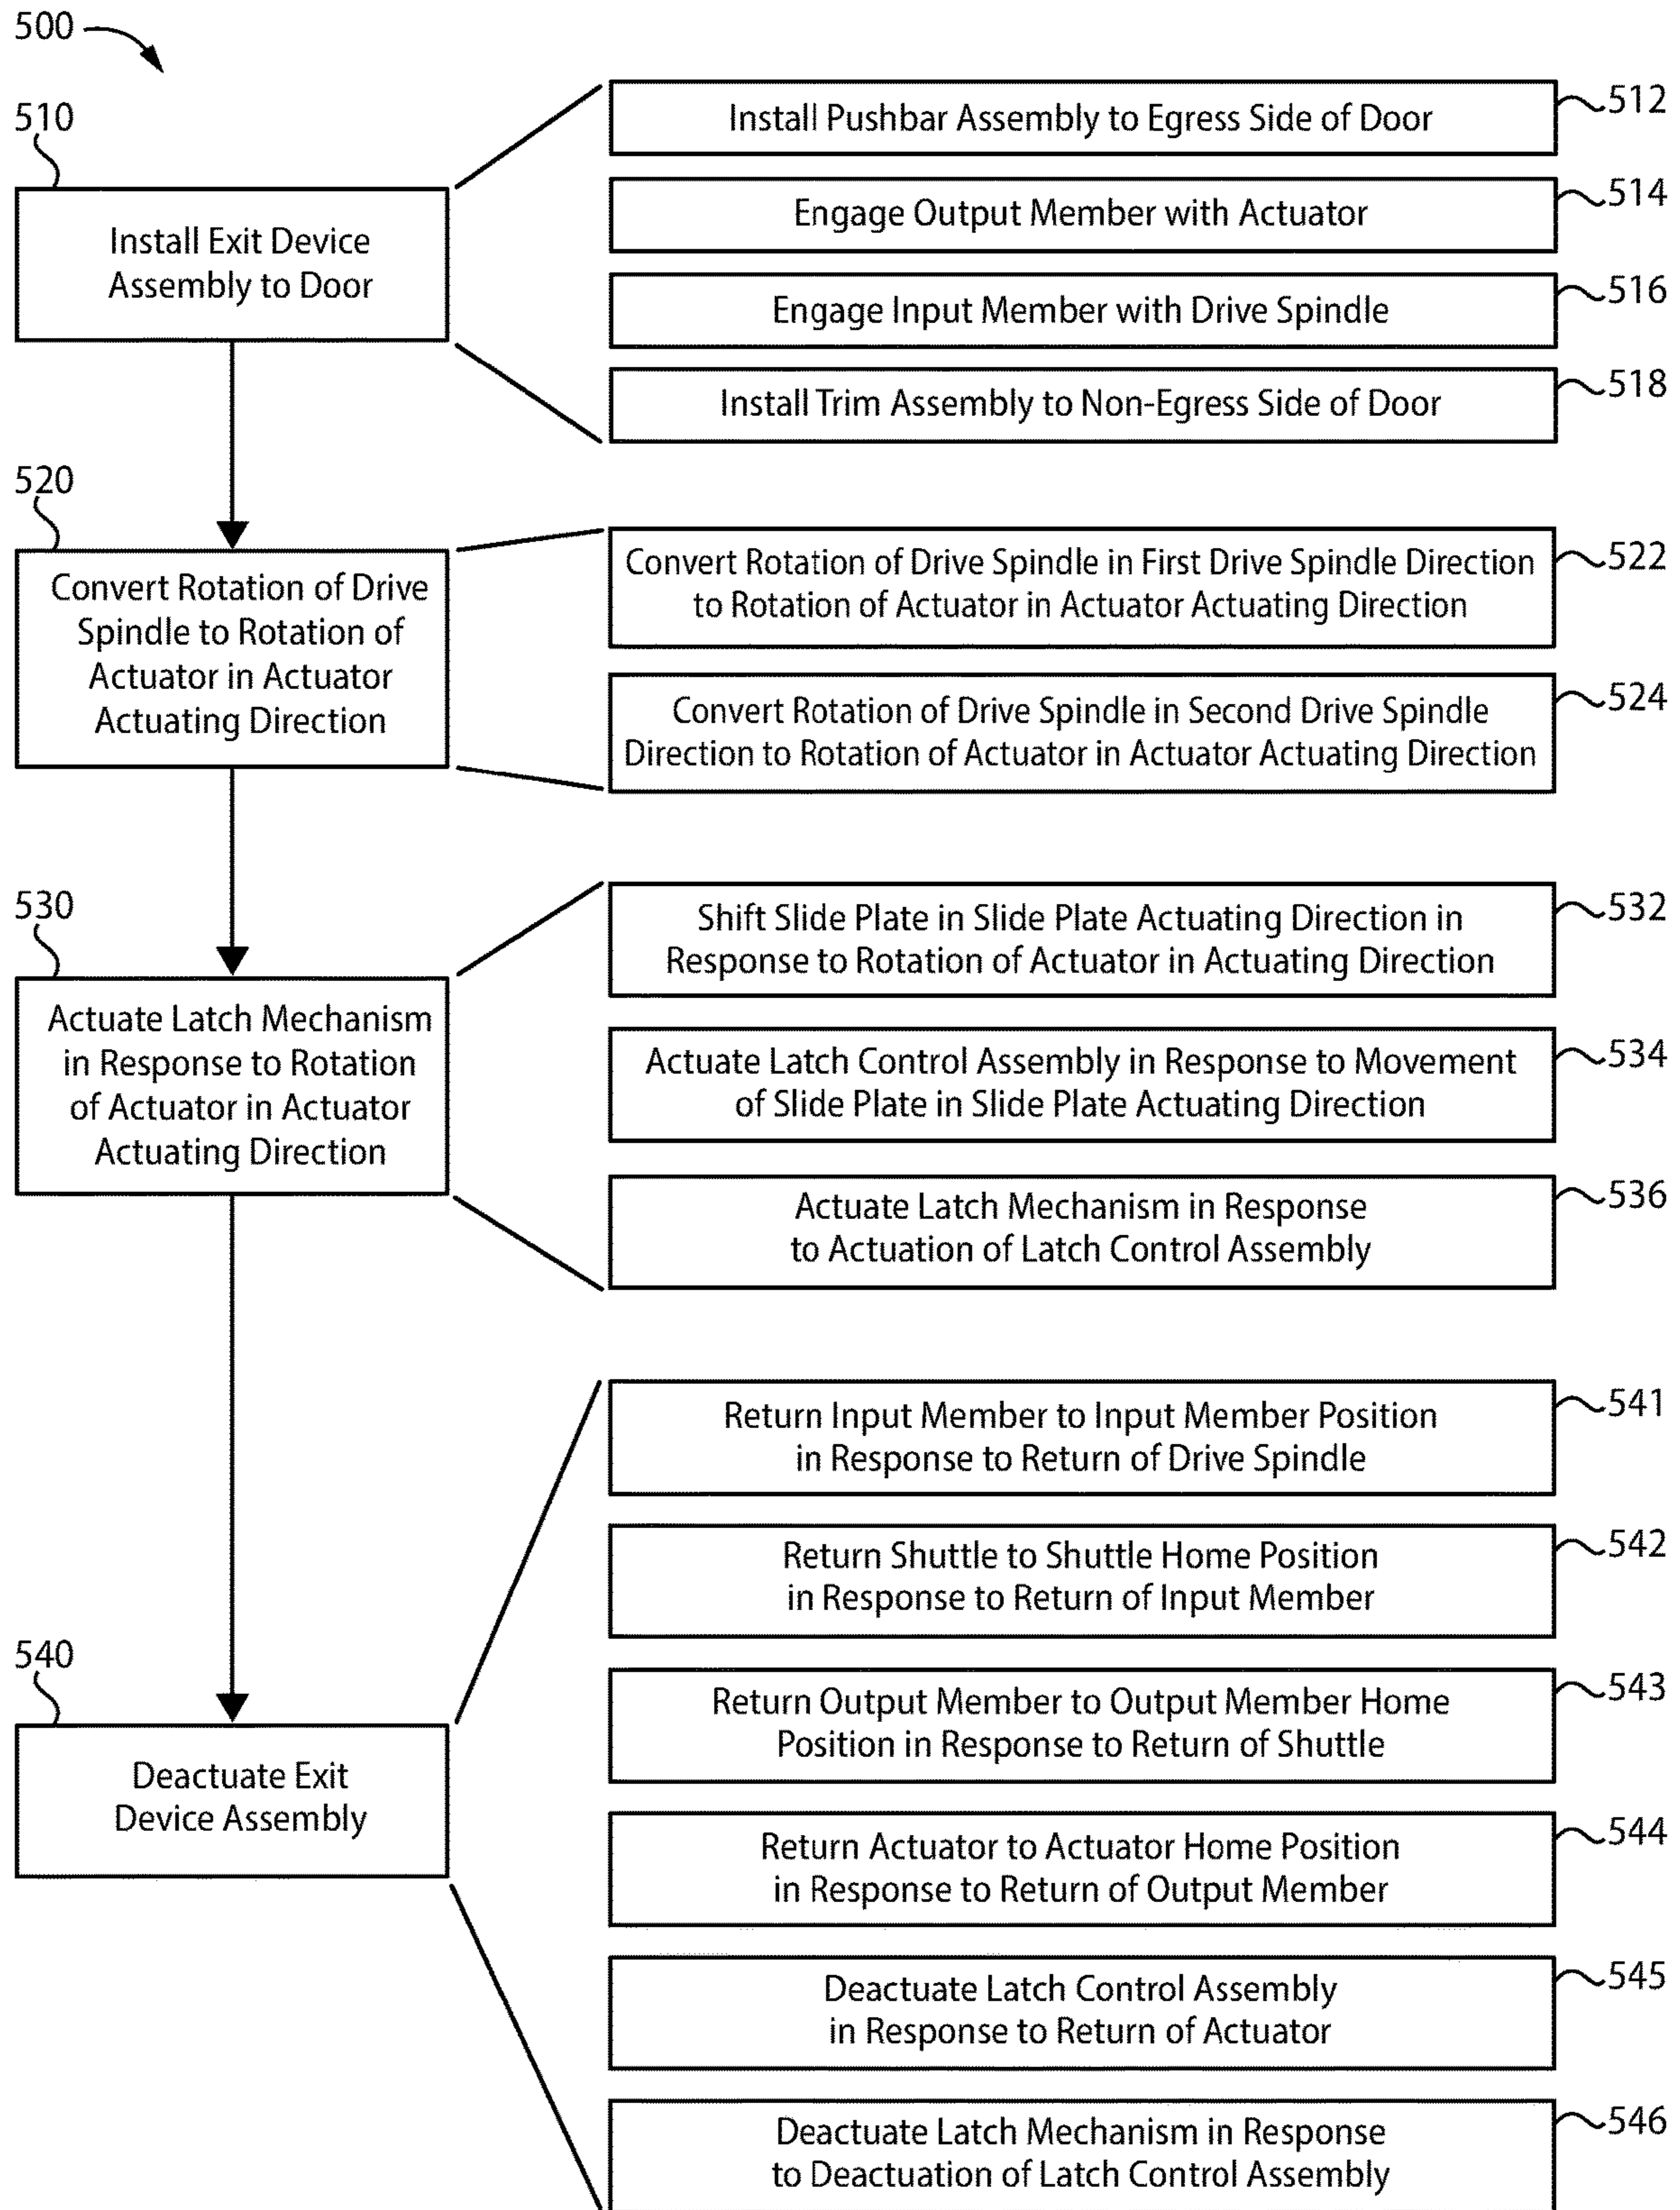 500
510
Install Exit Device
Assembly to Door
Install Pushbar Assembly to Egress Side of Door
512
Engage Output Member with Actuator
514
Engage Input Member with Drive Spindle
516
Install Trim Assembly to Non-Egress Side of Door
518
520
Convert Rotation of Drive
Spindle to Rotation of
Actuator in Actuator
Actuating Direction
Convert Rotation of Drive Spindle in First Drive Spindle Direction
to Rotation of Actuator in Actuator Actuating Direction
522
Convert Rotation of Drive Spindle in Second Drive Spindle
Direction to Rotation of Actuator in Actuator Actuating Direction
524
530
Actuate Latch Mechanism
in Response to Rotation
of Actuator in Actuator
Actuating Direction
Shift Slide Plate in Slide Plate Actuating Direction in
Response to Rotation of Actuator in Actuating Direction
532
Actuate Latch Control Assembly in Response to Movement
of Slide Plate in Slide Plate Actuating Direction
534
Actuate Latch Mechanism in Response
to Actuation of Latch Control Assembly
536
540
Deactuate Exit
Device Assembly
Return Input Member to Input Member Position
in Response to Return of Drive Spindle
541
Return Shuttle to Shuttle Home Position
in Response to Return of Input Member
542
Return Output Member to Output Member Home
Position in Response to Return of Shuttle
543
Return Actuator to Actuator Home Position
in Response to Return of Output Member
544
Deactuate Latch Control Assembly
in Response to Return of Actuator
545
Deactuate Latch Mechanism in Response
to Deactuation of Latch Control Assembly
546